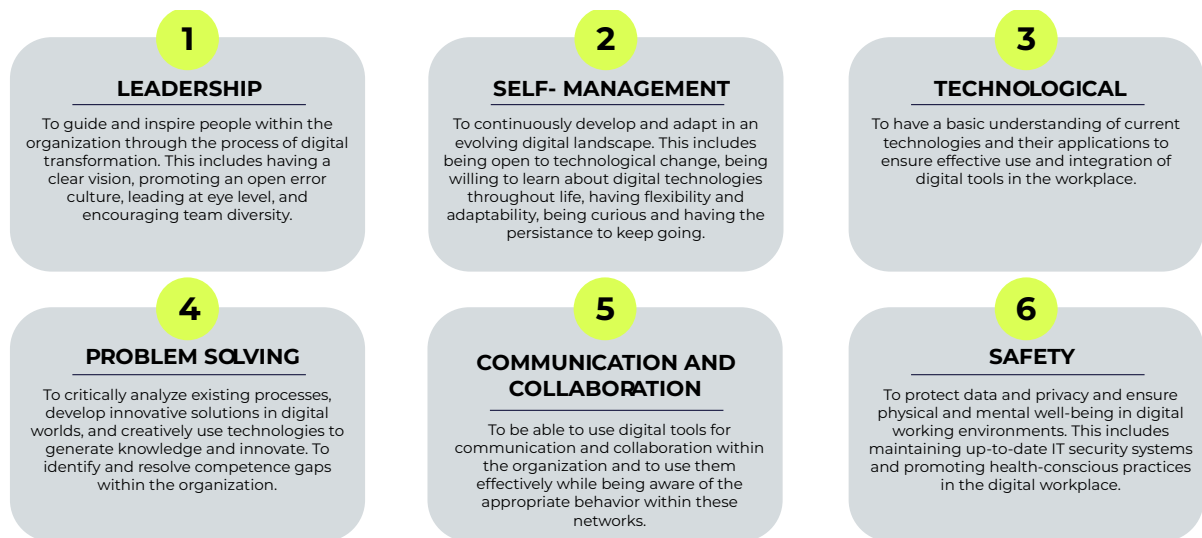 1
LEADERSHIP
To guide and inspire people within the
organization through the process of digital
transformation. This includes having a
clear vision, promoting an open error
culture, leading at eye level, and
encouraging team diversity.
2
SELF- MANAGEMENT
To continuously develop and adapt in an
evolving digital landscape. This includes
being open to technological change, being
willing to learn about digital technologies
throughout life, having flexibility and
adaptability, being curious and having the
persistance to keep going.
3
TECHNOLOGICAL
To have a basic understanding of current
technologies and their applications to
ensure effective use and integration of
digital tools in the workplace.
4
PROBLEM SOLVING
To critically analyze existing processes,
develop innovative solutions in digital
worlds, and creatively use technologies to
generate knowledge and innovate. To
identify and resolve competence gaps
within the organization.
5
COMMUNICATION AND
COLLABORATION
To be able to use digital tools for
communication and collaboration within
the organization and to use them
effectively while being aware of the
appropriate behavior within these
networks.
6
SAFETY
To protect data and privacy and ensure
physical and mental well-being in digital
working environments. This includes
maintaining up-to-date IT security systems
and promoting health-conscious practices
in the digital workplace.